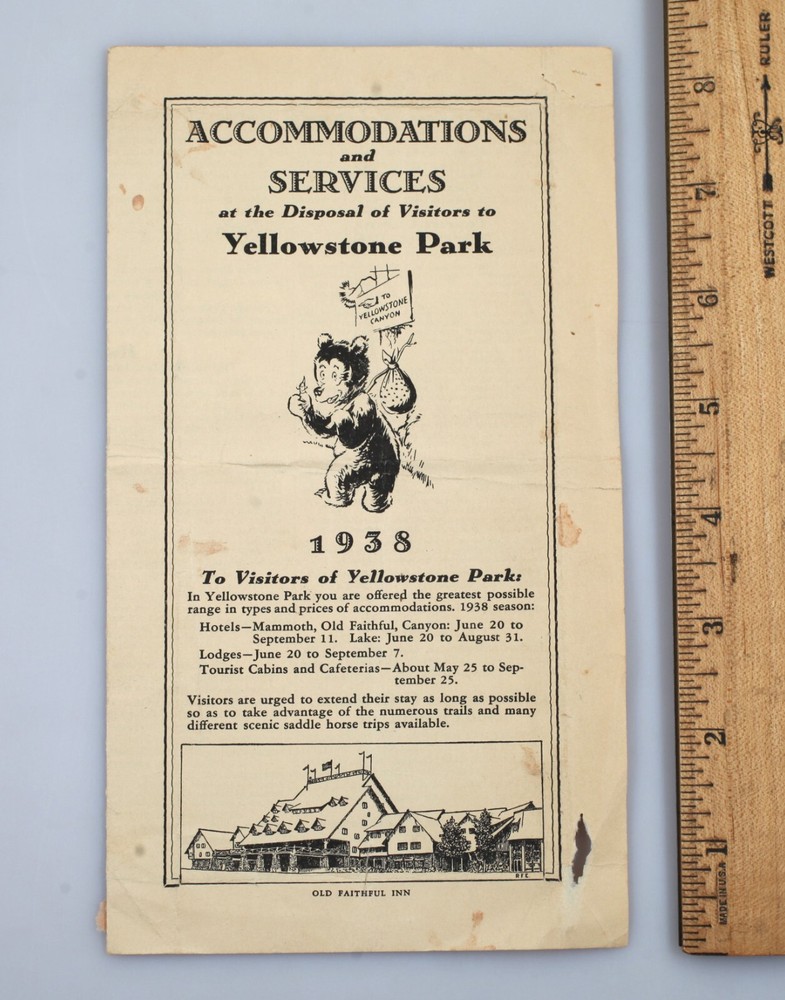 ACCOMMODATIONS
and
SERVICES
at the Disposal of Visitors to
Yellowstone Park
TO
YELLOWSTONE
CANYON
1938
To Visitors of Yellowstone Park:
In Yellowstone Park you are offered the greatest possible
range in types and prices of accommodations. 1938 season:
Hotels—Mammoth, Old Faithful, Canyon: June 20 to
September 11. Lake: June 20 to August 31.
Lodges—June 20 to September 7.
Tourist Cabins and Cafeterias—About May 25 to Sep-
tember 25.
Visitors are urged to extend their stay as long as possible
so as to take advantage of the numerous trails and many
different scenic saddle horse trips available.
OLD FAITHFUL INN
8
7
6
5
4
3
2
1
WESTCOTT RULER
MADE IN U.S.A